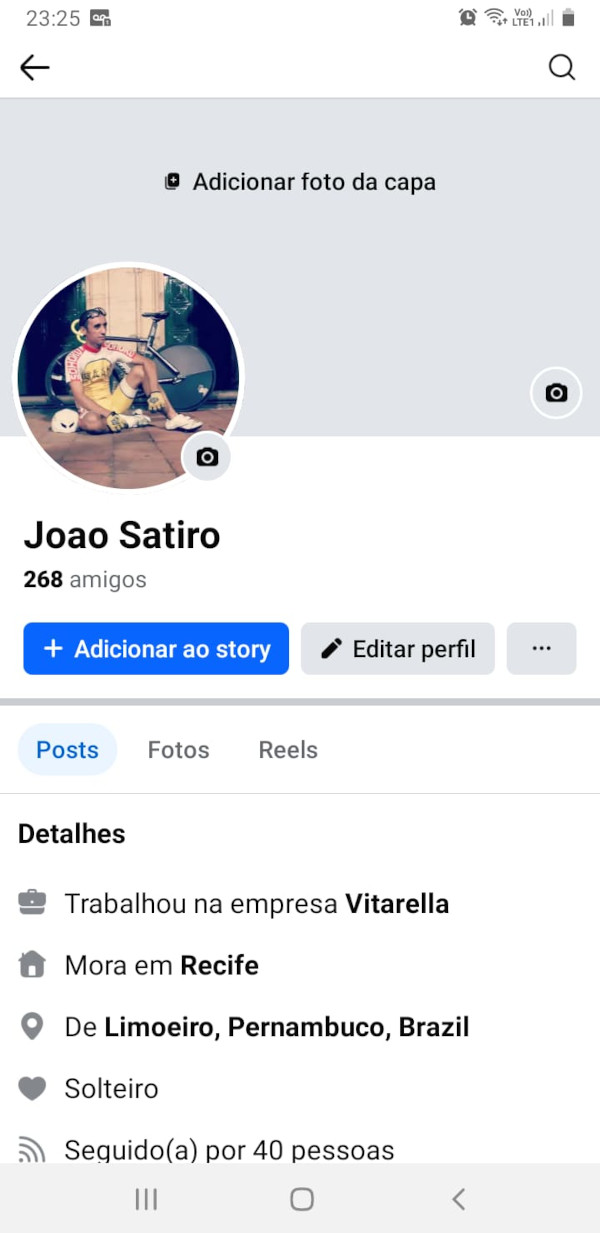 23:25
Vo))
LTE1
Adicionar foto da capa
Joao Satiro
268 amigos
+ Adicionar ao story
Editar perfil
...
Posts Fotos Reels
Detalhes
Trabalhou na empresa Vitarella
Mora em Recife
De Limoeiro, Pernambuco, Brazil
Solteiro
Seguido(a) por 40 pessoas